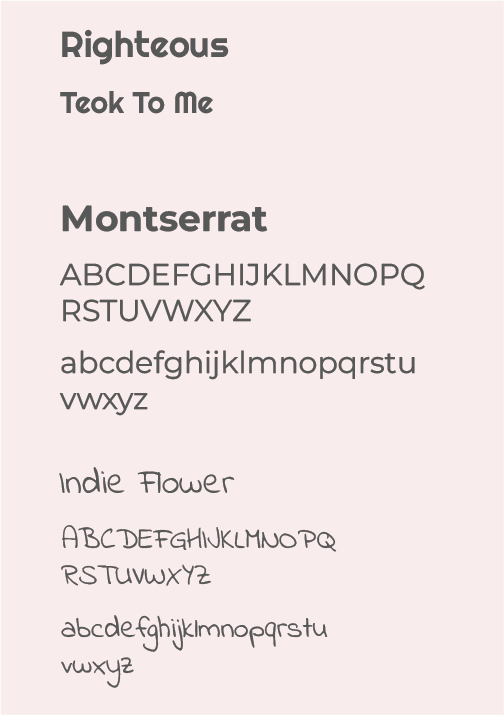 Righteous
Teok To Me
Montserrat
ABCDEFGHIJKLMNOPQ
RSTUVWXYZ
abcdefghijklmnopqrstu
vwxyz
Indie Flower
ABCDEFGHIJKLMNOPQ
RSTUVWXYZ
abcdefghijklmnopqrstu
vwxyz